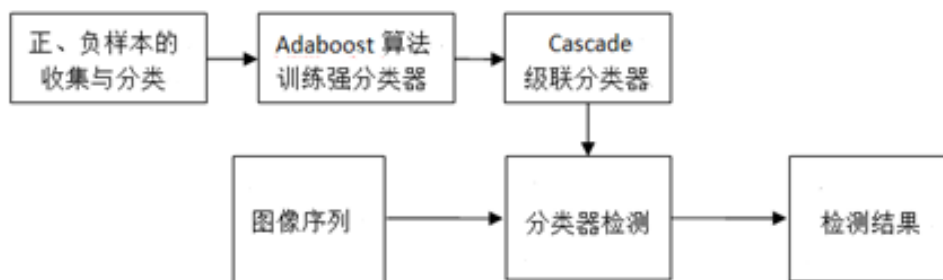 正、负样本的
收集与分类
Adaboost 算法
训练强分类器
Cascade
级联分类器
图像序列
分类器检测
检测结果